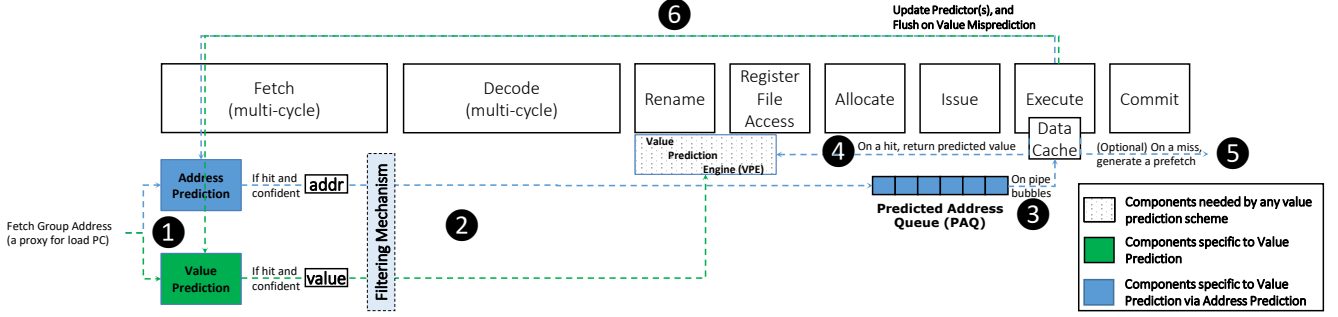 6
Update Predictor(s), and
Flush on Value Misprediction
Fetch
(multi-cycle)
Decode
(multi-cycle)
Rename
Register
File
Access
Allocate
Issue
Execute
Commit
Data
Cache
Value
Prediction
Engine (VPE)
4
On a hit, return predicted value
(Optional) On a miss,
generate a prefetch
5
Address
Prediction
If hit and
confident
addr
Filtering Mechanism
2
On pipe
bubbles
3
Predicted Address
Queue (PAQ)
Fetch Group Address
(a proxy for load PC)
1
Value
Prediction
If hit and
confident
value
Components needed by any value
prediction scheme
Components specific to Value
Prediction
Components specific to Value
Prediction via Address Prediction